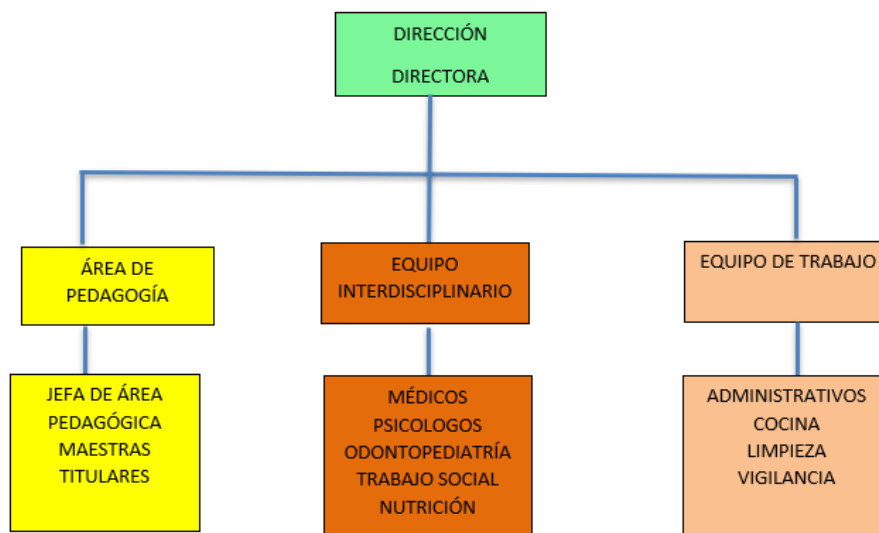 DIRECCIÓN
DIRECTORA
ÁREA DE
PEDAGOGÍA
EQUIPO
INTERDISCIPLINARIO
EQUIPO DE TRABAJO
JEFA DE ÁREA
PEDAGÓGICA
MAESTRAS
TITULARES
MÉDICOS
PSICOLOGOS
ODONTOPEDIATRÍA
TRABAJO SOCIAL
NUTRICIÓN
ADMINISTRATIVOS
COCINA
LIMPIEZA
VIGILANCIA